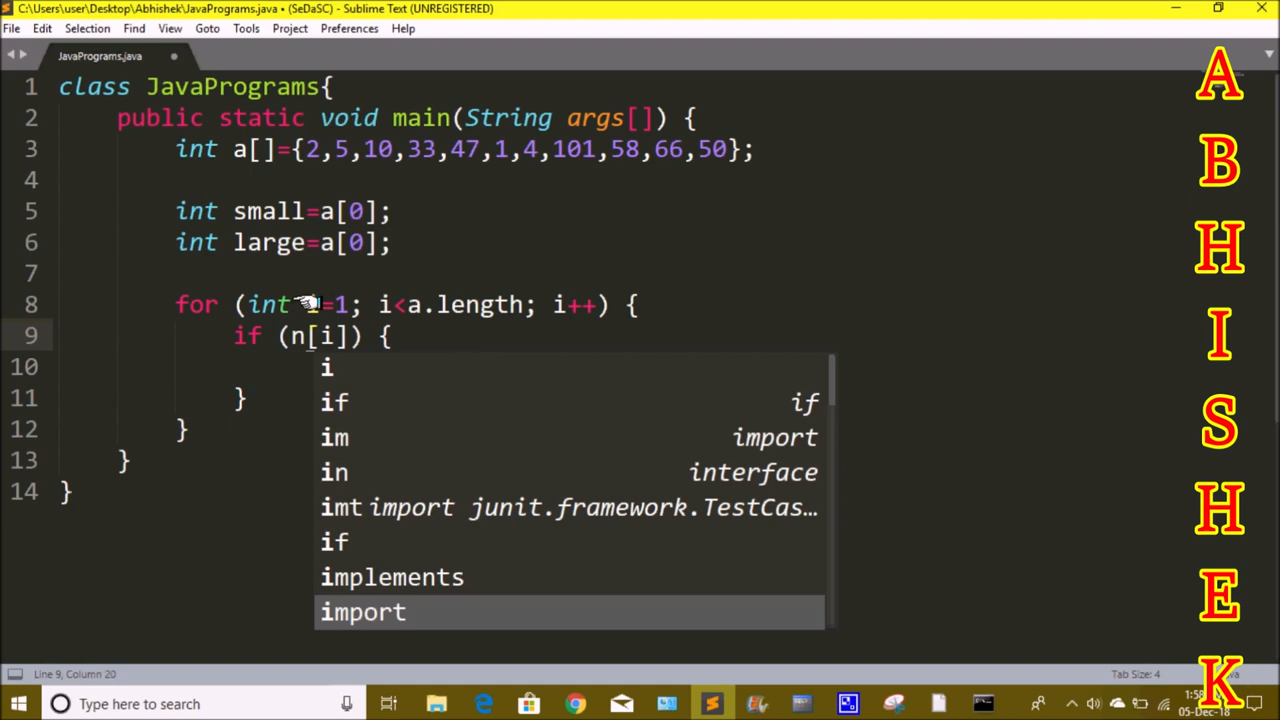 C:\Users\user\Desktop\Abhishek\JavaPrograms.java • (SeDaSC) - Sublime Text (UNREGISTERED)
File Edit Selection Find View Goto Tools Project Preferences Help
JavaPrograms.java
1 class JavaPrograms{
2 public static void main(String args[]) {
3 int a[]={2,5,10,33,47,1,4,101,58,66,50};
4
5 int small=a[0];
6 int large=a[0];
7
8 for (int i=1; i<a.length; i++) {
9 if (n[i]) {
10
11 }
12 }
13 }
14 }
i
if if
im import
in interface
imt import junit.framework.TestCas…
if
implements
import
A
B
H
I
S
H
E
K
Line 9, Column 20 Tab Size: 4
Type here to search
05-Dec-18